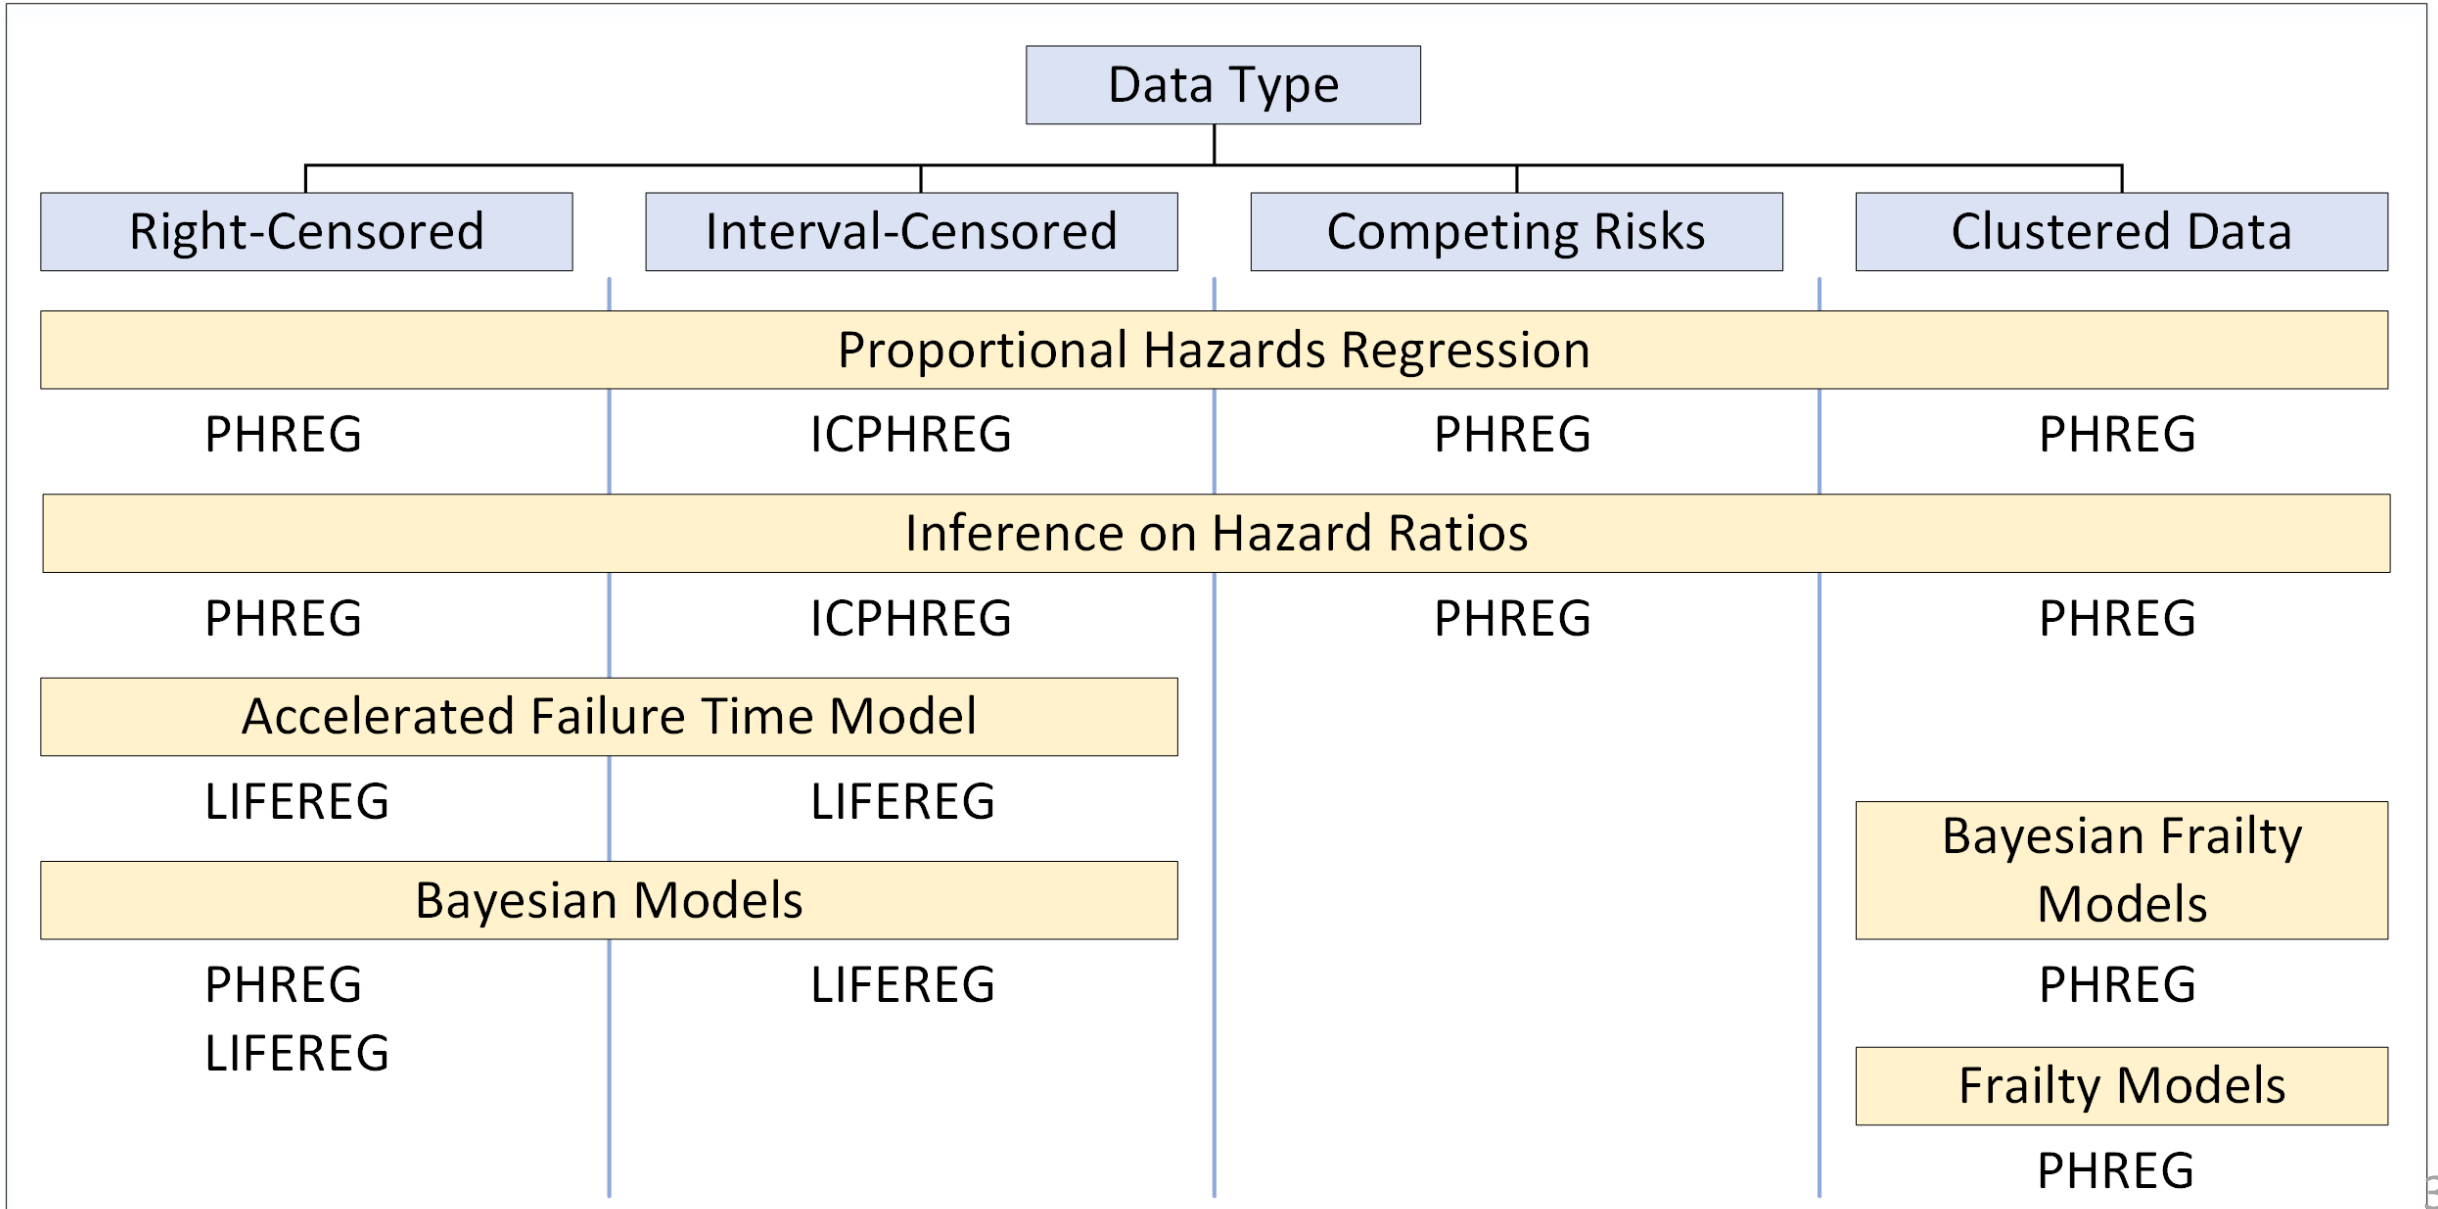 Data Type
Right-Censored
Interval-Censored
Competing Risks
Clustered Data
Proportional Hazards Regression
PHREG
ICPHREG
PHREG
PHREG
Inference on Hazard Ratios
PHREG
ICPHREG
PHREG
PHREG
Accelerated Failure Time Model
LIFEREG
LIFEREG
Bayesian Models
PHREG
LIFEREG
LIFEREG
Bayesian Frailty
Models
PHREG
Frailty Models
PHREG